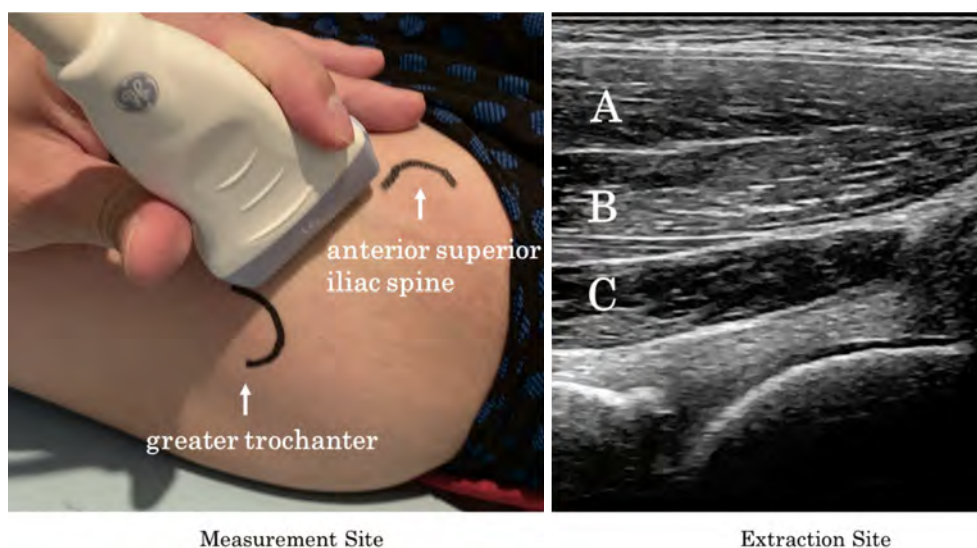 anterior superior
iliac spine
greater trochanter
A
B
C
Measurement Site
Extraction Site